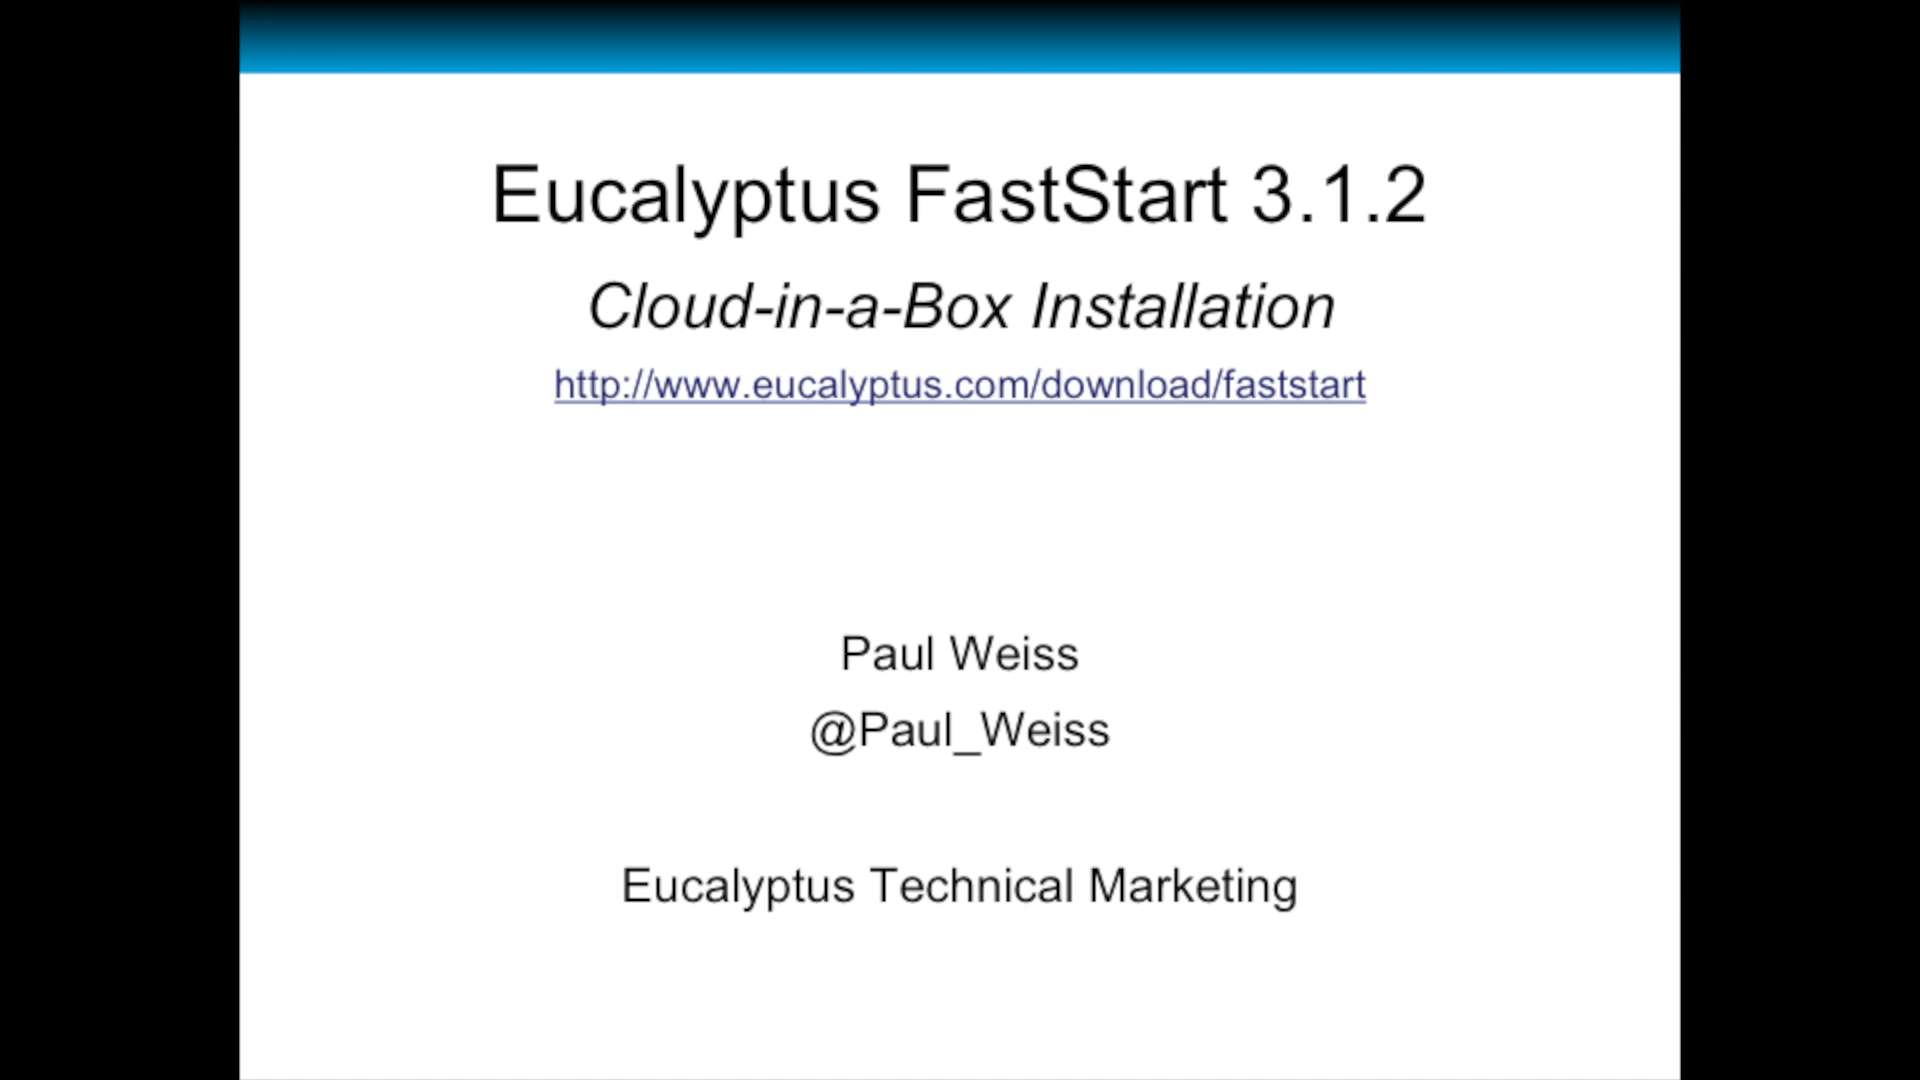 Eucalyptus FastStart 3.1.2
Cloud-in-a-Box Installation
http://www.eucalyptus.com/download/faststart
Paul Weiss
@Paul_Weiss
Eucalyptus Technical Marketing